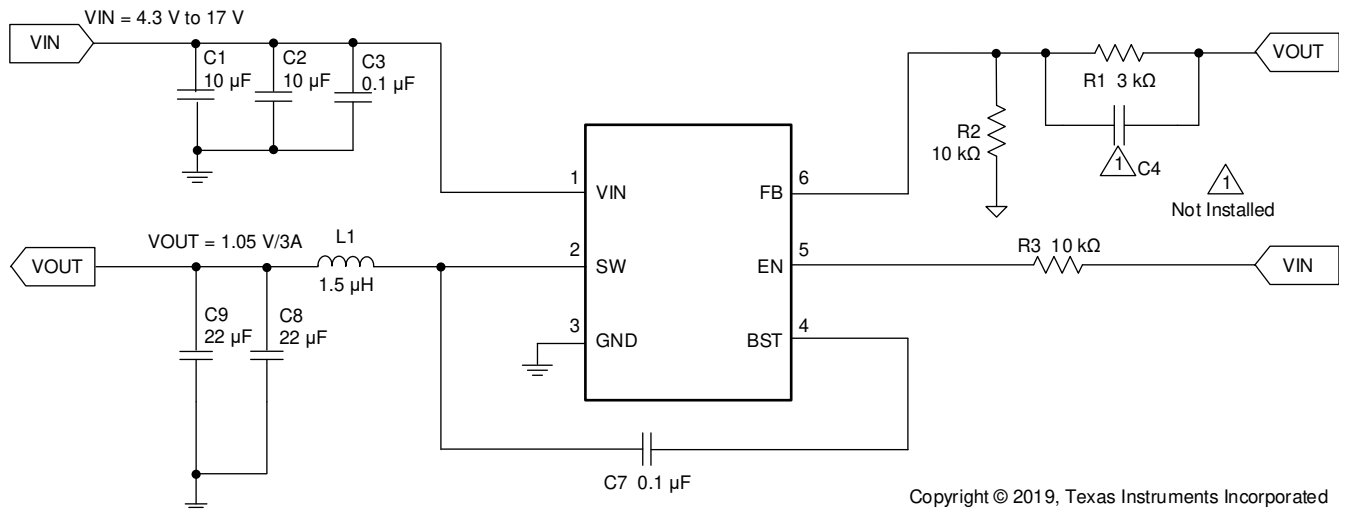 VIN = 4.3 V to 17 V
VIN
C1
10 µF
C2
10 µF
C3
0.1 µF
VOUT
R1 3 kΩ
R2
10 kΩ
1
C4
1
Not Installed
1
VIN
FB
6
VOUT = 1.05 V/3A
L1
1.5 µH
VOUT
2
SW
EN
5
R3 10 kΩ
VIN
C9
22 µF
C8
22 µF
3
GND
BST
4
C7 0.1 µF
Copyright © 2019, Texas Instruments Incorporated